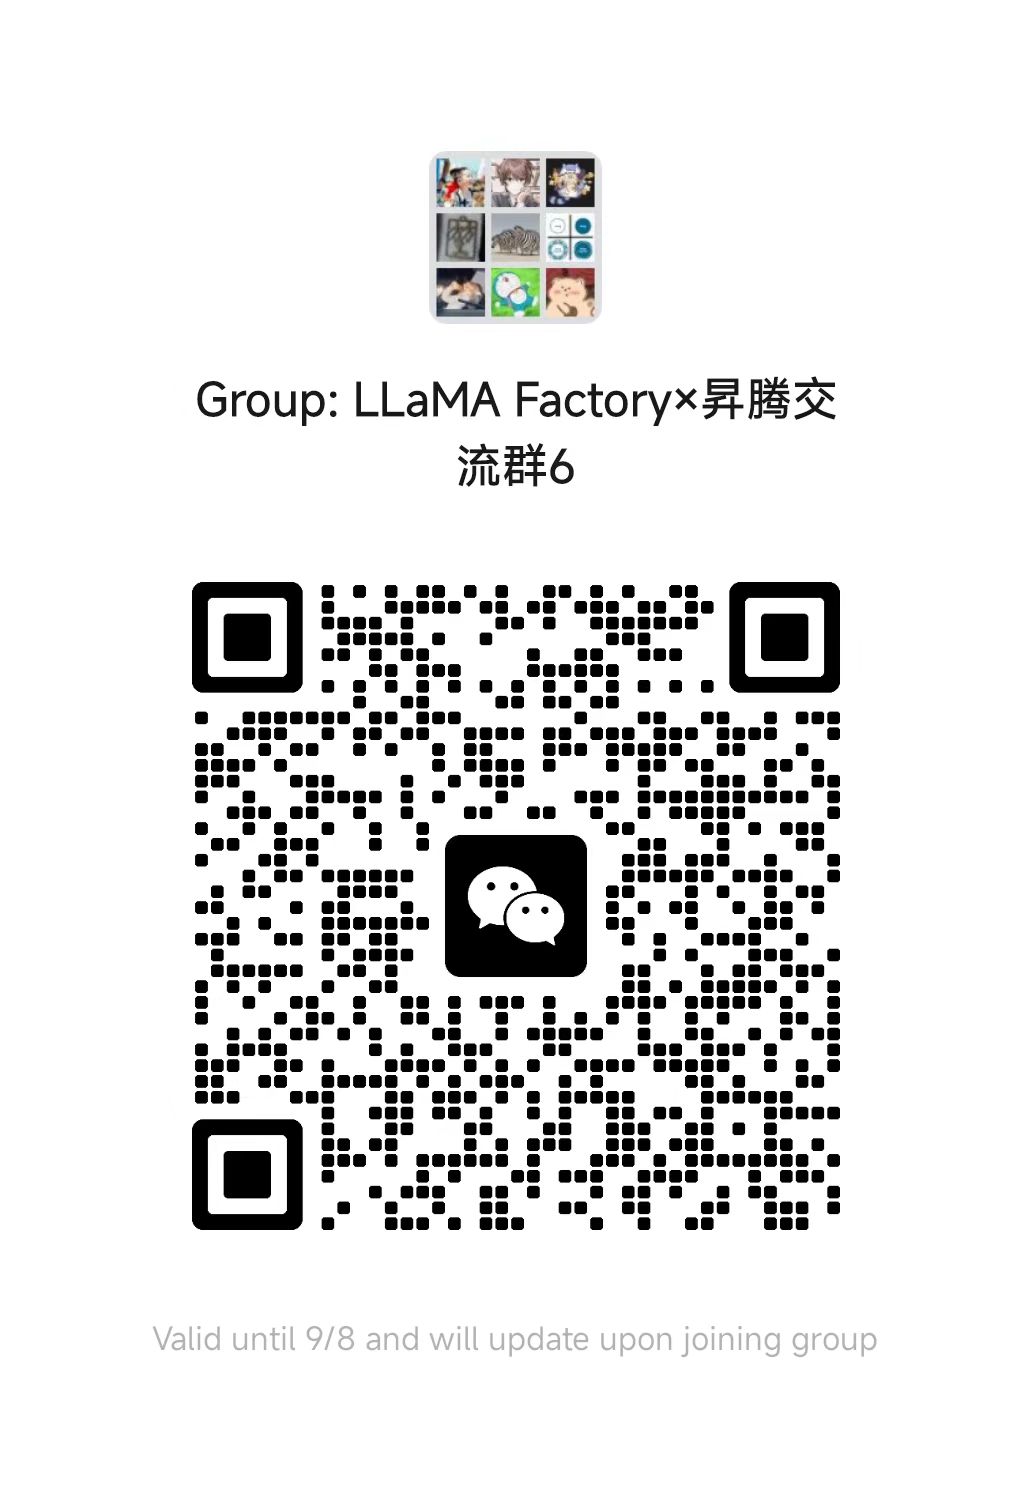 Group: LLaMA Factory×昇腾交
流群6
Valid until 9/8 and will update upon joining group